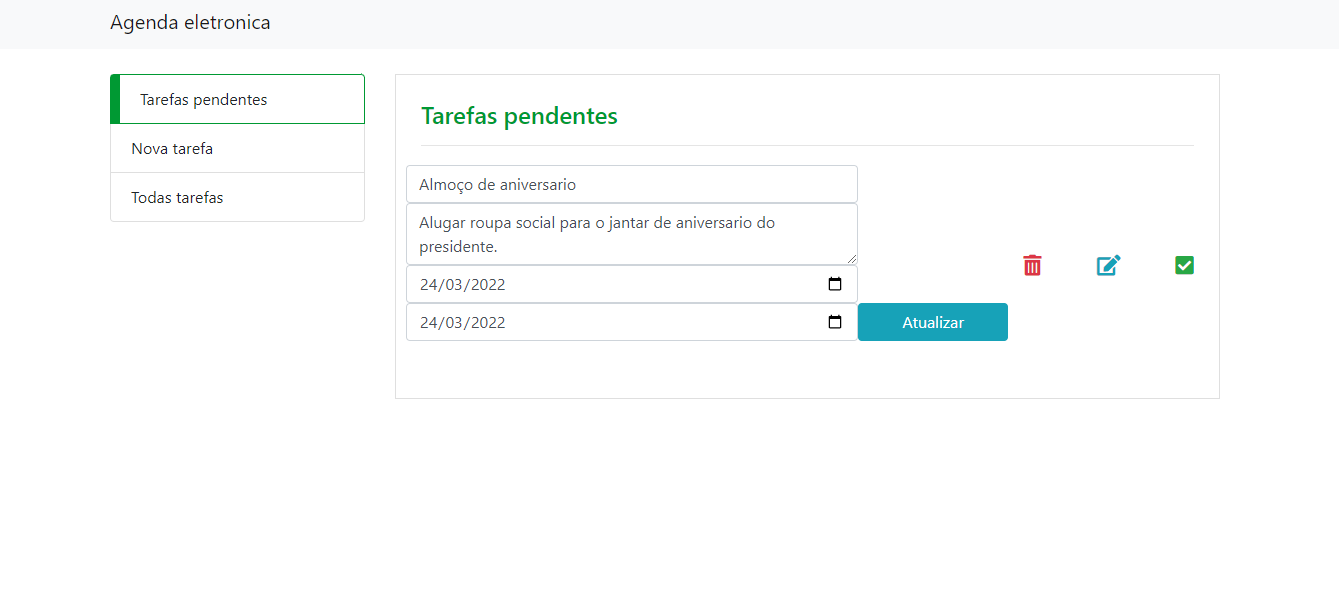 Agenda eletronica
Tarefas pendentes
Nova tarefa
Todas tarefas
Tarefas pendentes
Almoço de aniversario
Alugar roupa social para o jantar de aniversario do
presidente.
24/03/2022
24/03/2022
Atualizar